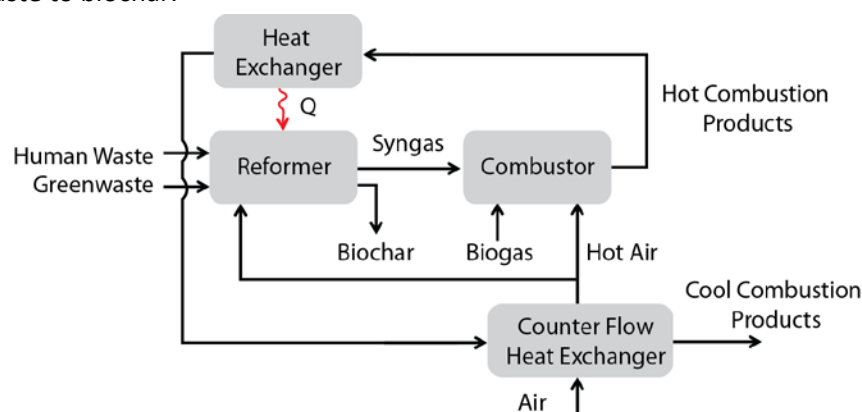 Heat
Exchanger
Q
Hot Combustion
Products
Human Waste
Greenwaste
Reformer
Syngas
Combustor
Biochar
Biogas
Hot Air
Counter Flow
Heat Exchanger
Cool Combustion
Products
Air